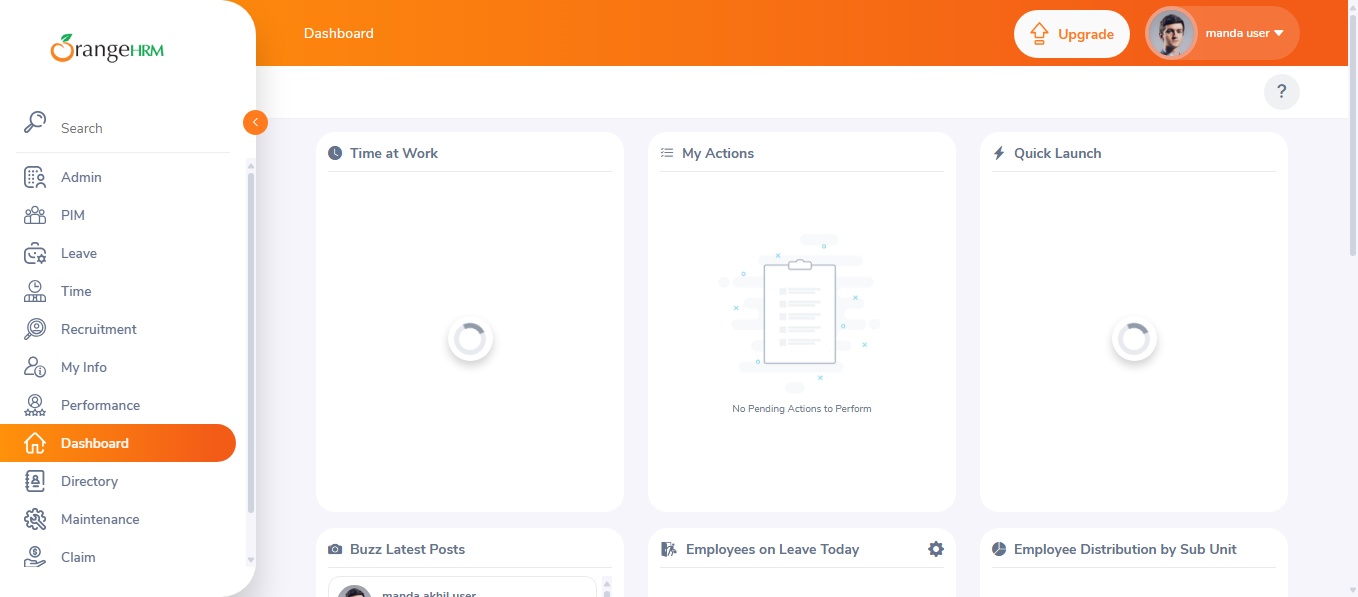 OrangeHRM
Dashboard
Upgrade
manda user
?
Search
Admin
PIM
Leave
Time
Recruitment
My Info
Performance
Dashboard
Directory
Maintenance
Claim
Time at Work
My Actions
No Pending Actions to Perform
Quick Launch
Buzz Latest Posts
manda akhil user
Employees on Leave Today
Employee Distribution by Sub Unit